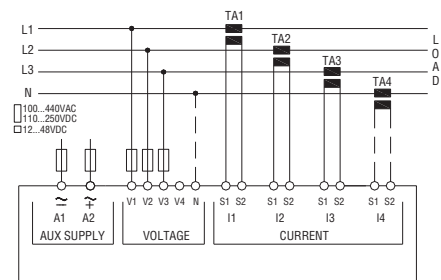 TA1
L1
L
TA2
L2
O
TA3
L3
A
TA4
N
D
100...440VAC
110...250VDC
12...48VDC
V1 V2 V3 V4 N S1 S2 S1 S2 S1 S2 S1 S2
A1 A2 I1 I2 I3 I4
AUX SUPPLY VOLTAGE CURRENT